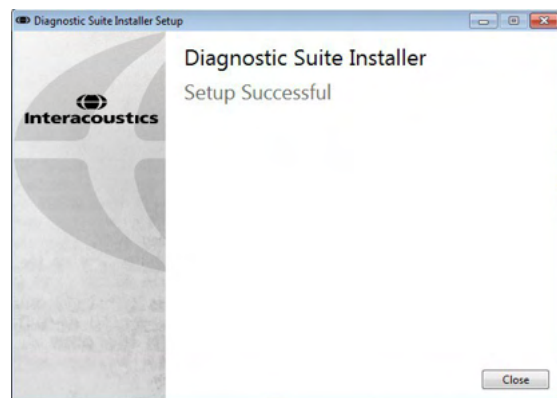 Diagnostic Suite Installer Setup
Diagnostic Suite Installer
Setup Successful
Interacoustics
Close